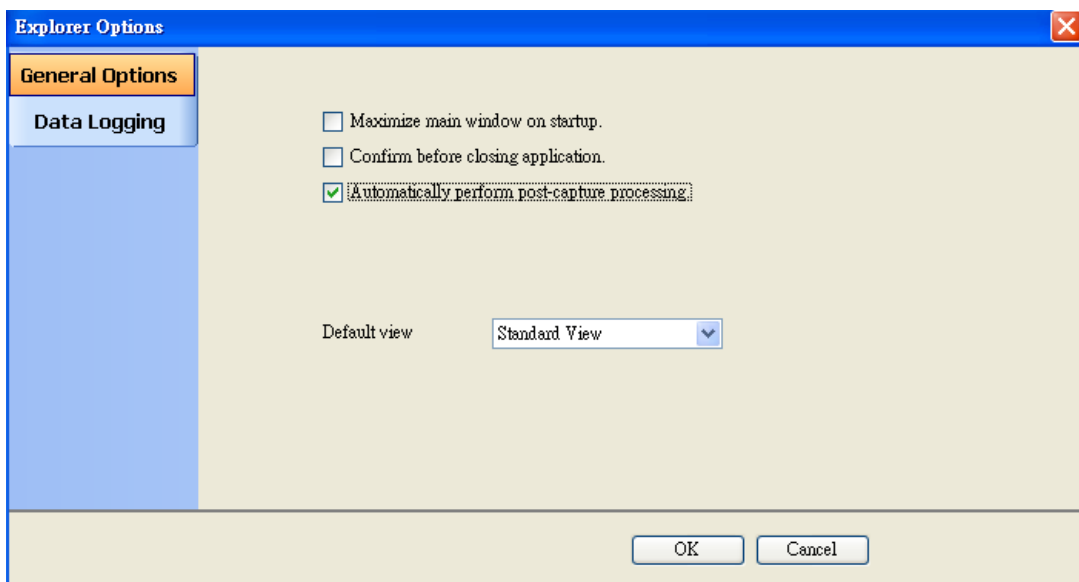 Explorer Options
General Options
Data Logging
Maximize main window on startup.
Confirm before closing application.
Automatically perform post-capture processing.
Default view
Standard View
OK
Cancel